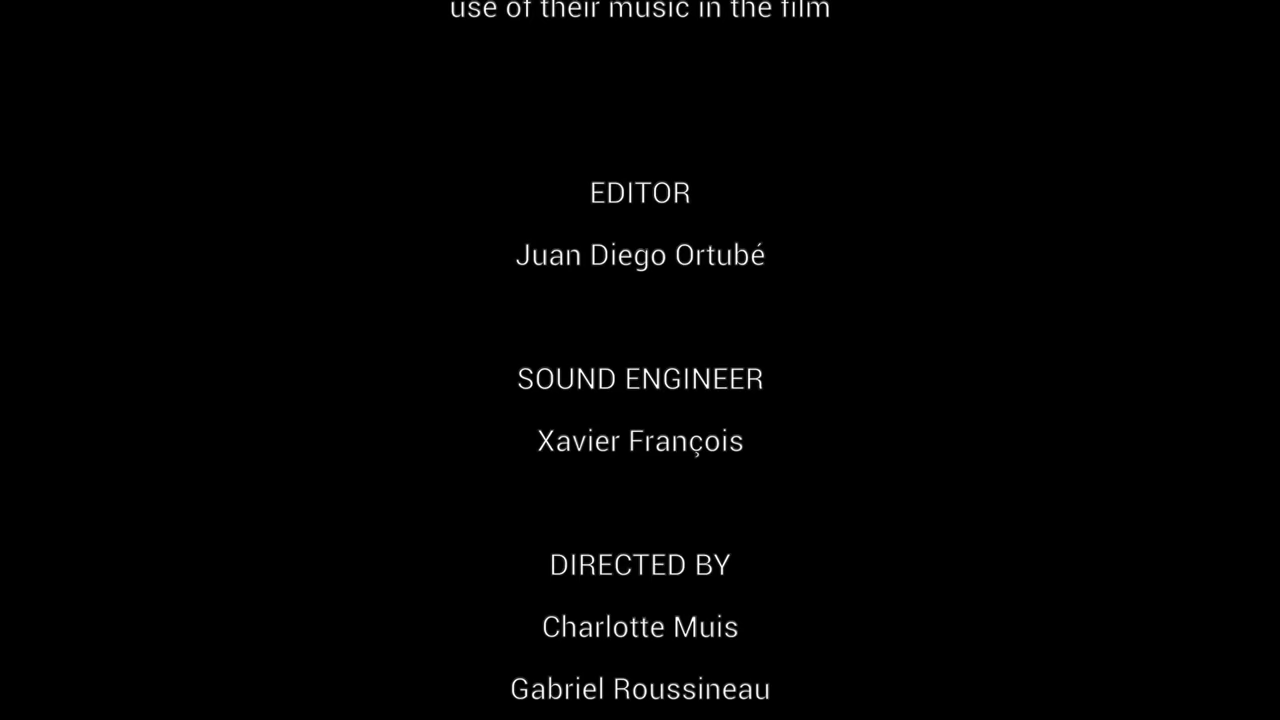 use of their music in the film
EDITOR
Juan Diego Ortubé
SOUND ENGINEER
Xavier François
DIRECTED BY
Charlotte Muis
Gabriel Roussineau